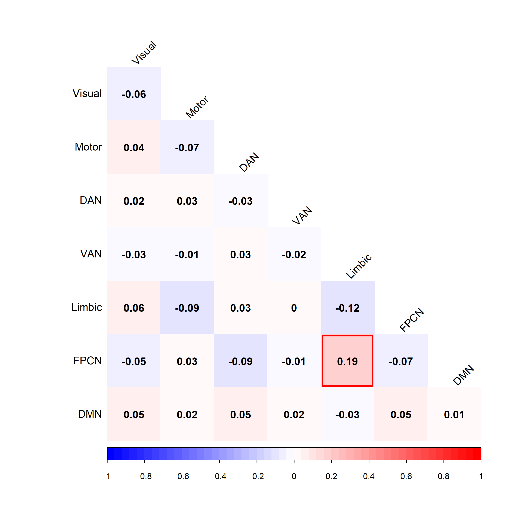 Visual
Visual -0.06
Motor
Motor 0.04 -0.07
DAN
DAN 0.02 0.03 -0.03
VAN
VAN -0.03 -0.01 0.03 -0.02
Limbic
Limbic 0.06 -0.09 0.03 0 -0.12
FPCN
FPCN -0.05 0.03 -0.09 -0.01 0.19 -0.07
DMN
DMN 0.05 0.02 0.05 0.02 -0.03 0.05 0.01
1 0.8 0.6 0.4 0.2 0 0.2 0.4 0.6 0.8 1